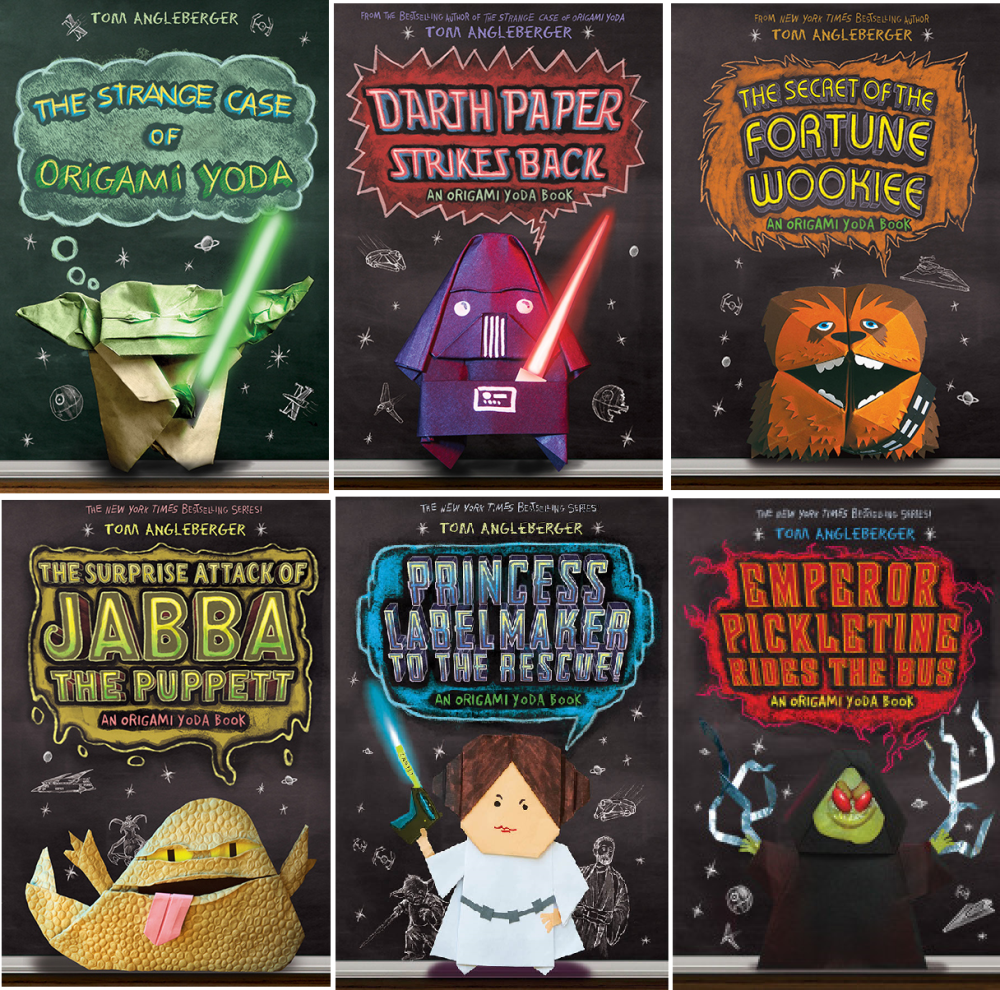 TOM ANGLEBERGER
THE STRANGE CASE
OF
ORIGAMI YODA
FROM THE BESTSELLING AUTHOR OF THE STRANGE CASE OF ORIGAMI YODA
TOM ANGLEBERGER
DARTH PAPER
STRIKES BACK
AN ORIGAMI YODA BOOK
FROM NEW YORK TIMES BESTSELLING AUTHOR
TOM ANGLEBERGER
THE SECRET OF THE
FORTUNE
WOOKIEE
AN ORIGAMI YODA BOOK
THE NEW YORK TIMES BESTSELLING SERIES!
TOM ANGLEBERGER
THE SURPRISE ATTACK OF
JABBA
THE PUPPETT
AN ORIGAMI YODA BOOK
THE NEW YORK TIMES BESTSELLING SERIES
TOM ANGLEBERGER
PRINCESS
LABELMAKER
TO THE RESCUE!
AN ORIGAMI YODA BOOK
THE NEW YORK TIMES BESTSELLING SERIES!
TOM ANGLEBERGER
EMPEROR
PICKLETINE
RIDES THE BUS
AN ORIGAMI YODA BOOK